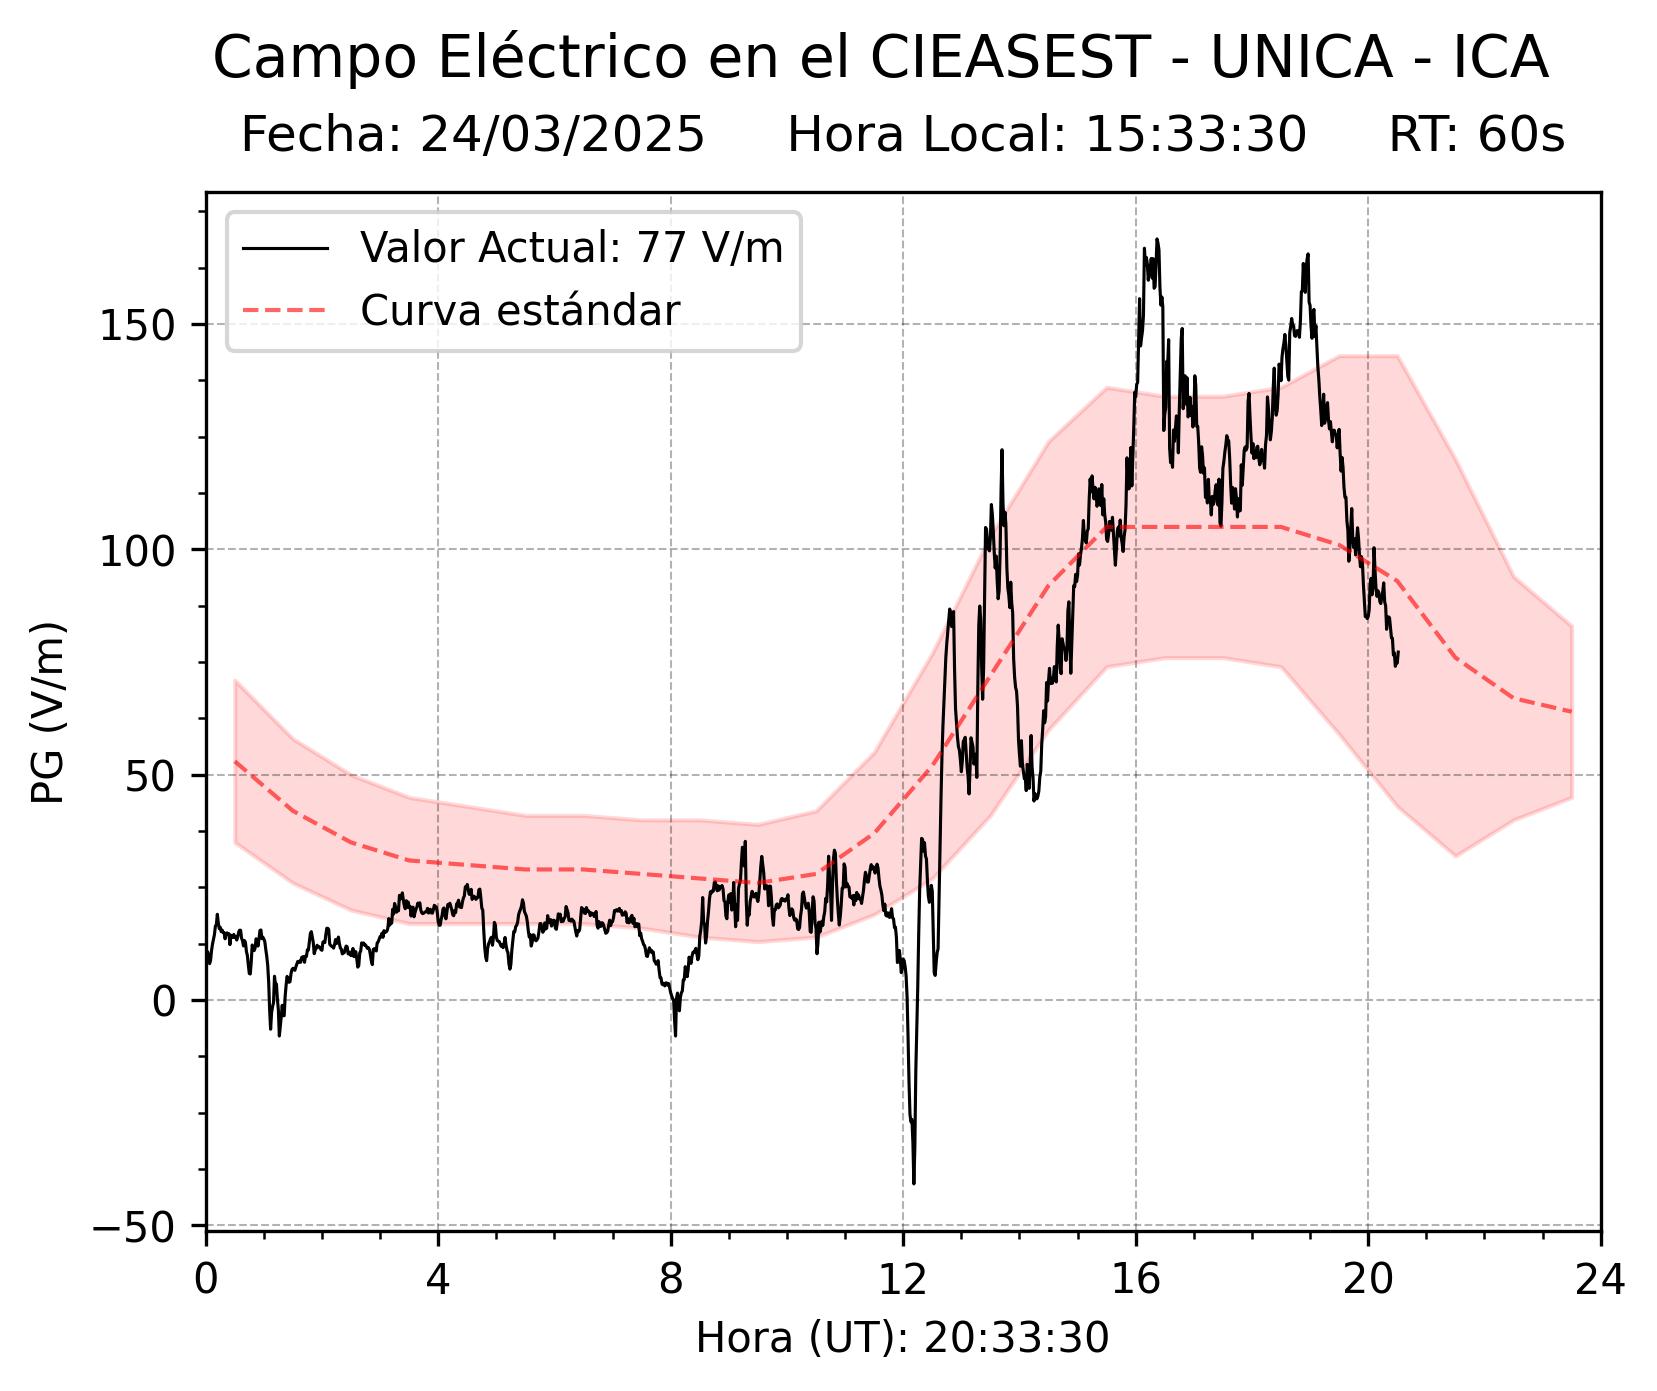 Campo Eléctrico en el CIEASEST - UNICA - ICA
Fecha: 24/03/2025 Hora Local: 15:33:30 RT: 60s
Valor Actual: 77 V/m
Curva estándar
PG (V/m)
150
100
50
0
−50
0 4 8 12 16 20 24
Hora (UT): 20:33:30